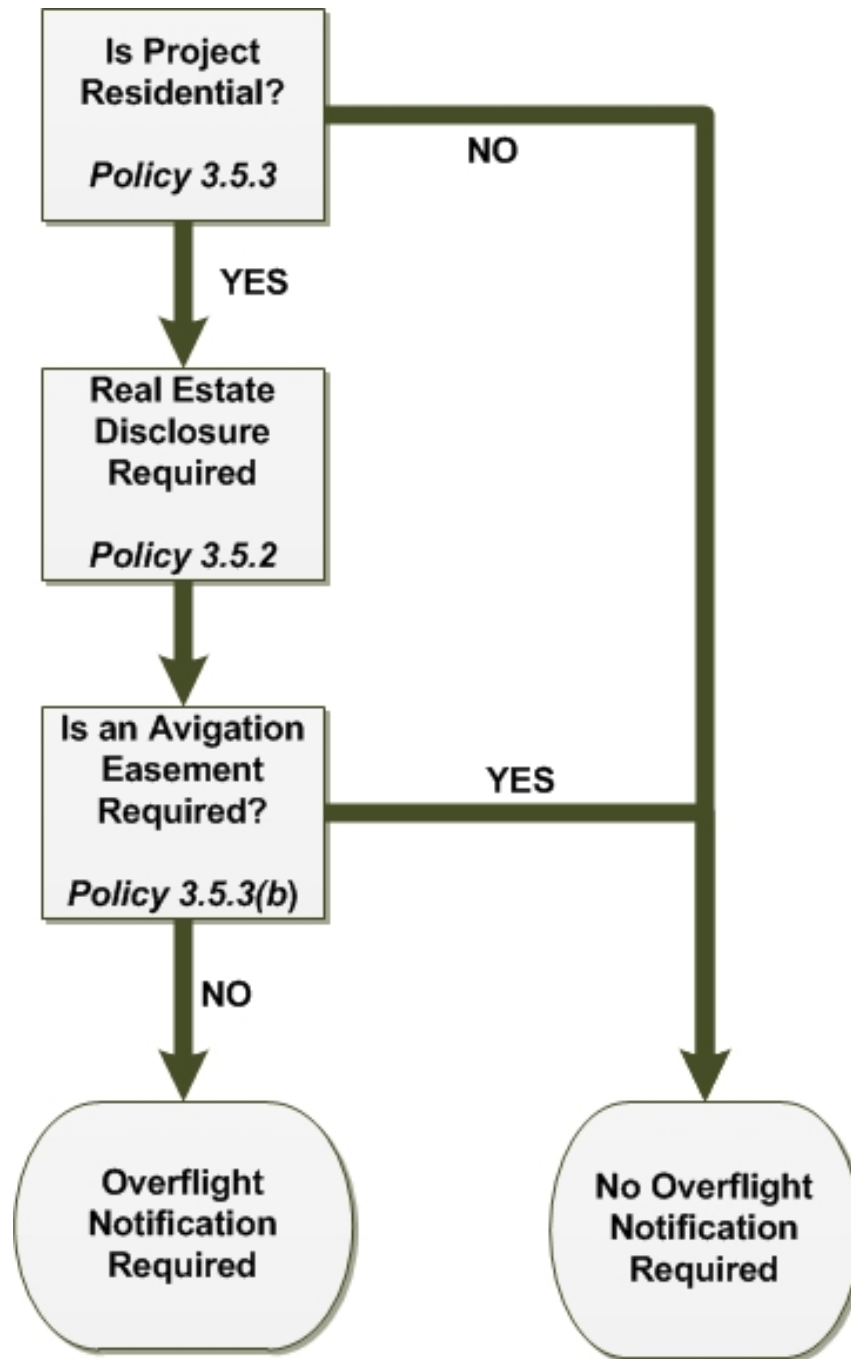 Is Project
Residential?
Policy 3.5.3
NO
YES
Real Estate
Disclosure
Required
Policy 3.5.2
Is an Avigation
Easement
Required?
Policy 3.5.3(b)
YES
NO
Overflight
Notification
Required
No Overflight
Notification
Required